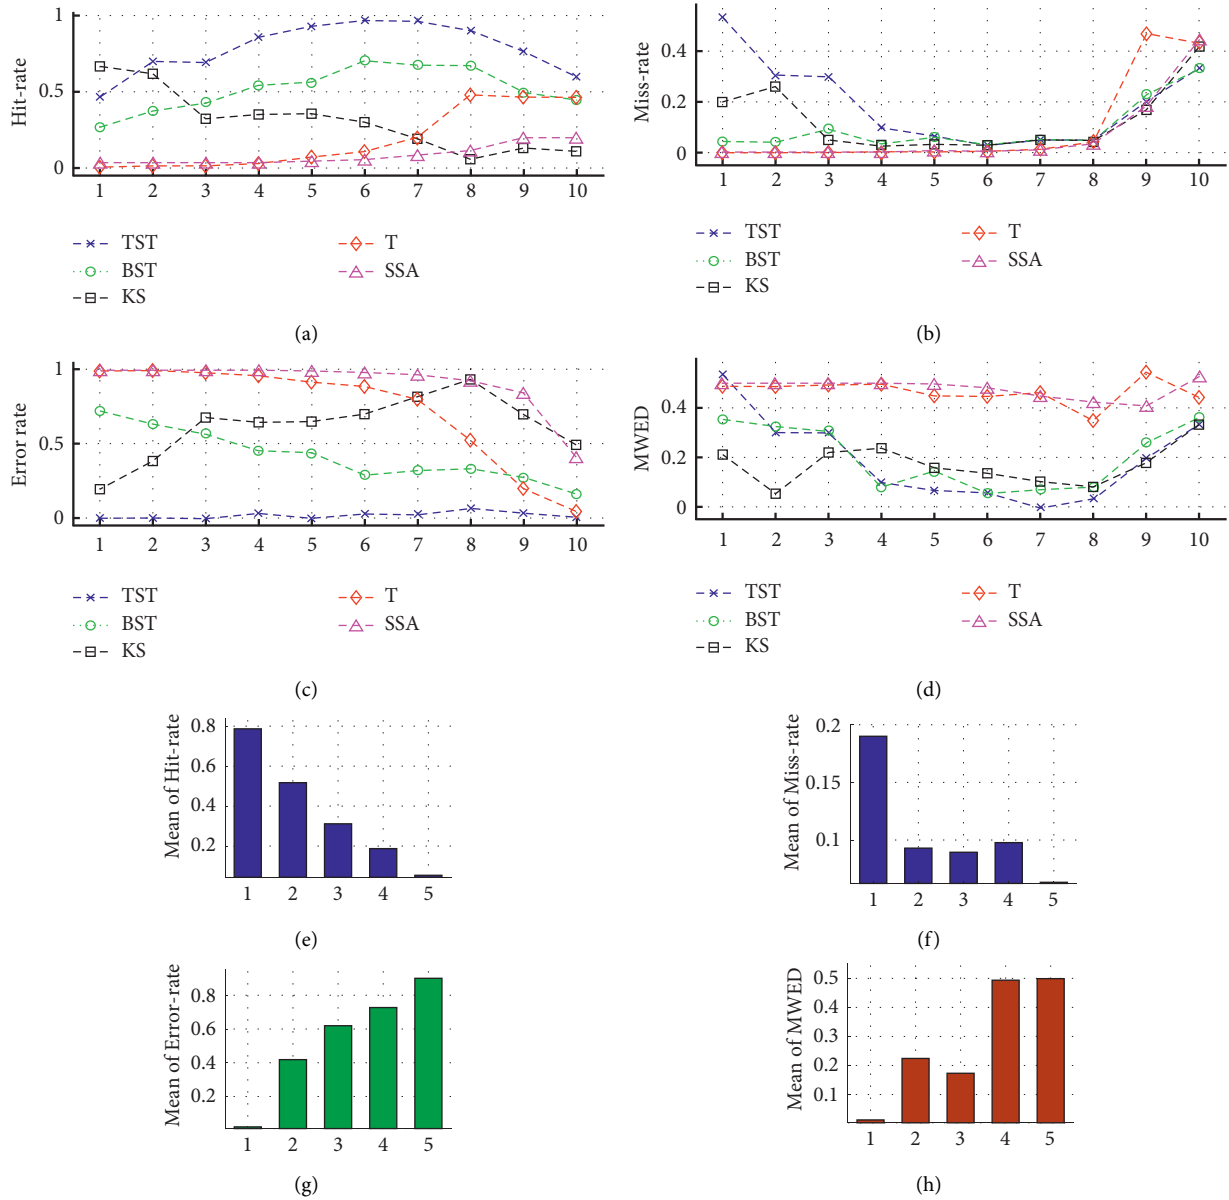 Hit-rate
1
0.5
0
1 2 3 4 5 6 7 8 9 10
TST
BST
KS
T
SSA
(a)
Miss-rate
0.4
0.2
0
1 2 3 4 5 6 7 8 9 10
TST
BST
KS
T
SSA
(b)
Error rate
1
0.5
0
1 2 3 4 5 6 7 8 9 10
TST
BST
KS
T
SSA
(c)
MWED
0.4
0.2
0
1 2 3 4 5 6 7 8 9 10
TST
BST
KS
T
SSA
(d)
Mean of Hit-rate
0.8
0.6
0.4
0.2
1 2 3 4 5
(e)
Mean of Miss-rate
0.2
0.15
0.1
1 2 3 4 5
(f)
Mean of Error-rate
0.8
0.6
0.4
0.2
1 2 3 4 5
(g)
Mean of MWED
0.5
0.4
0.3
0.2
0.1
1 2 3 4 5
(h)